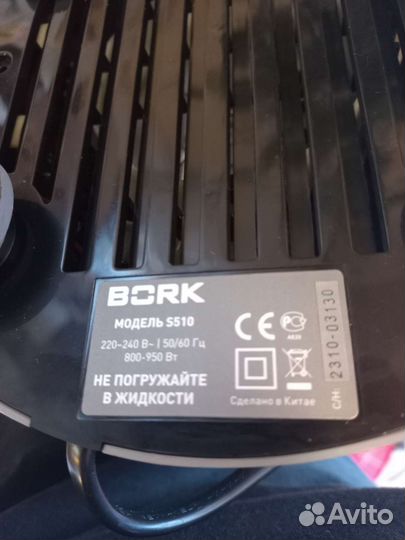 BORK
МОДЕЛЬ S510
220-240 В~ | 50/60 Гц
800-950 Вт
НЕ ПОГРУЖАЙТЕ
В ЖИДКОСТИ
CE
Сделано в Китае
С/Н: 2310-03130
Avito